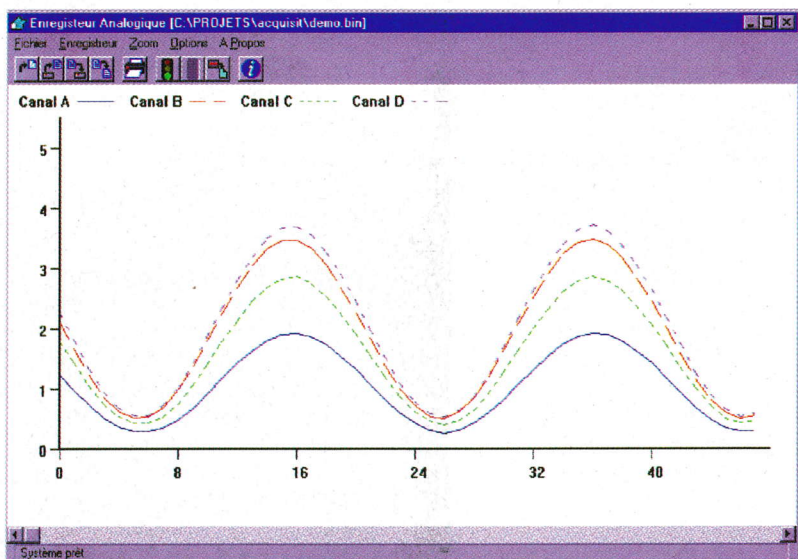 Enregisteur Analogique [C:\PROJETS\acquisit\demo.bin]
Fichier Enregistreur Zoom Options A Propos
Canal A Canal B Canal C Canal D
5
4
3
2
1
0
0 8 16 24 32 40
Système prêt